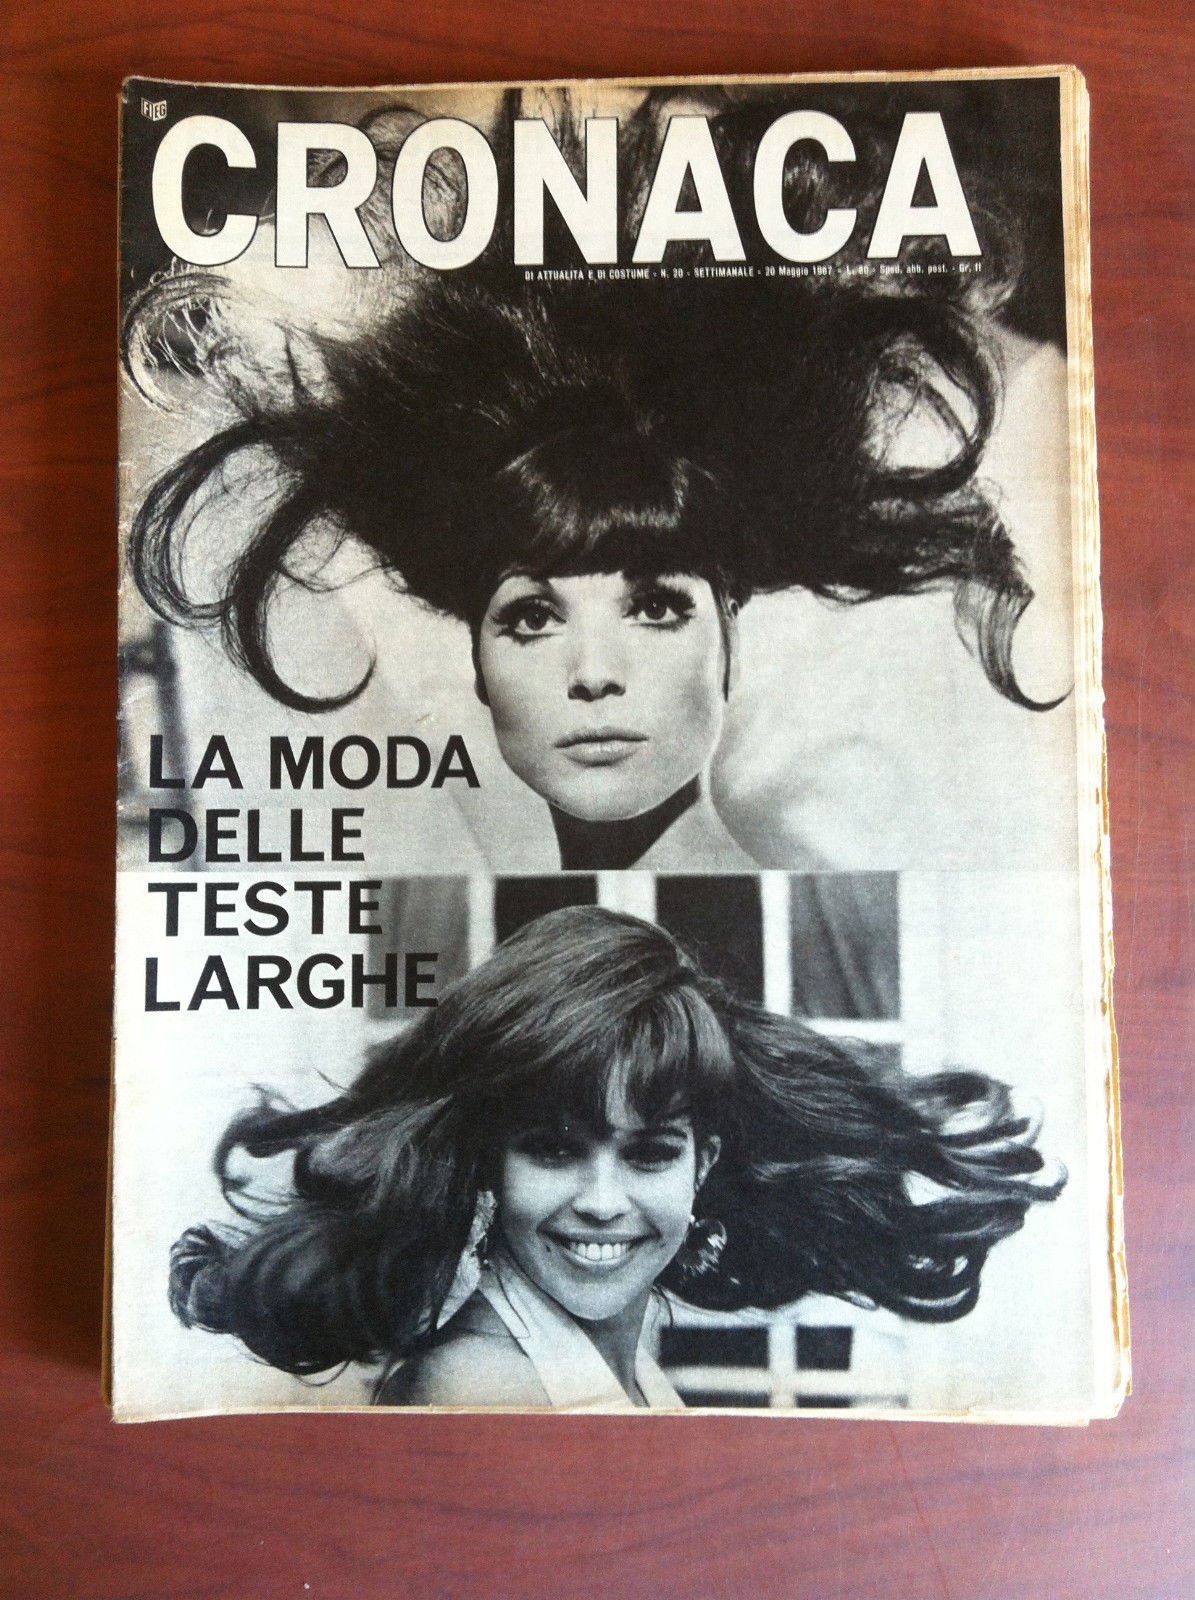 FIEG
CRONACA
DI ATTUALITÀ E DI COSTUME - N. 20 - SETTIMANALE - 20 Maggio 1967 - L. 80 - Sped. abb. post. - Gr. II
LA MODA
DELLE
TESTE
LARGHE